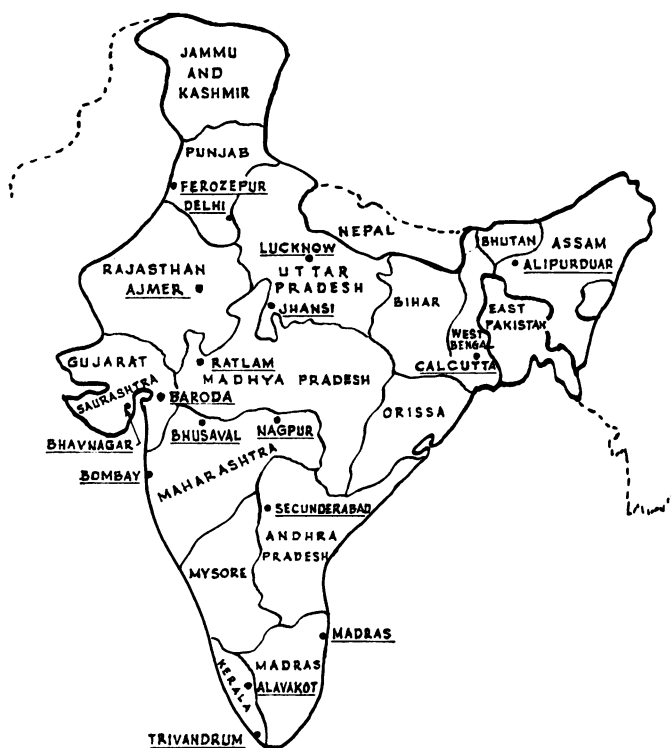 JAMMU
AND
KASHMIR
PUNJAB
FEROZEPUR
DELHI
NEPAL
BHUTAN
ASSAM
ALIPURDUAR
LUCKNOW
UTTAR
PRADESH
JHANSI
RAJASTHAN
AJMER
BIHAR
EAST
PAKISTAN
WEST
BENGAL
CALCUTTA
GUJARAT
SAURASHTRA
RATLAM
MADHYA PRADESH
BARODA
BHAVNAGAR
BHUSAVAL
NAGPUR
ORISSA
BOMBAY
MAHARASHTRA
SECUNDERABAD
ANDHRA
PRADESH
MYSORE
MADRAS
KERALA
MADRAS
ALAVAKOT
TRIVANDRUM